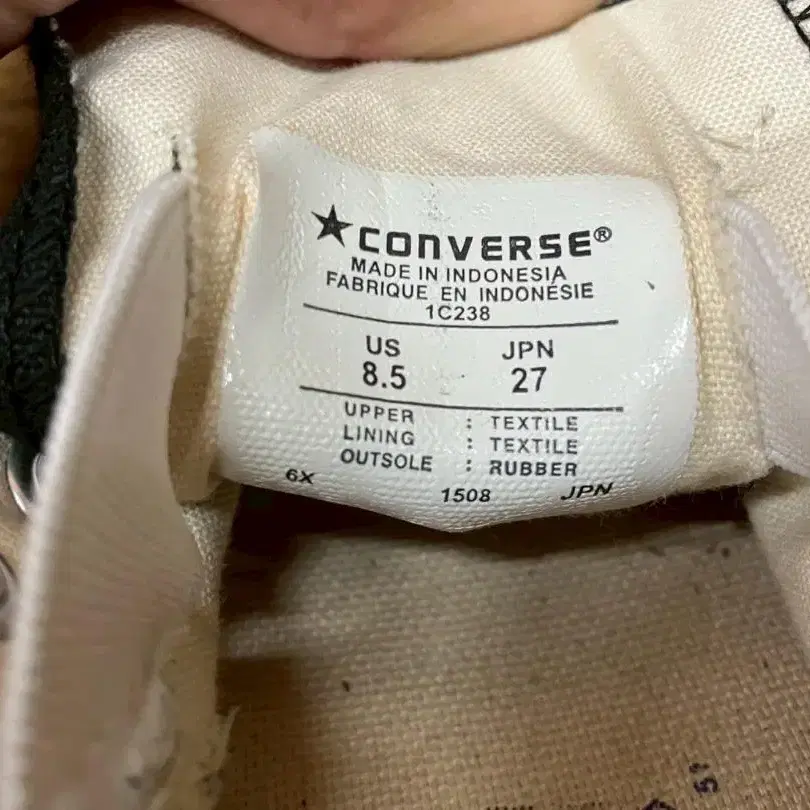 CONVERSE®
MADE IN INDONESIA
FABRIQUE EN INDONÉSIE
1C238
US JPN
8.5 27
UPPER : TEXTILE
LINING : TEXTILE
OUTSOLE : RUBBER
6X 1508 JPN